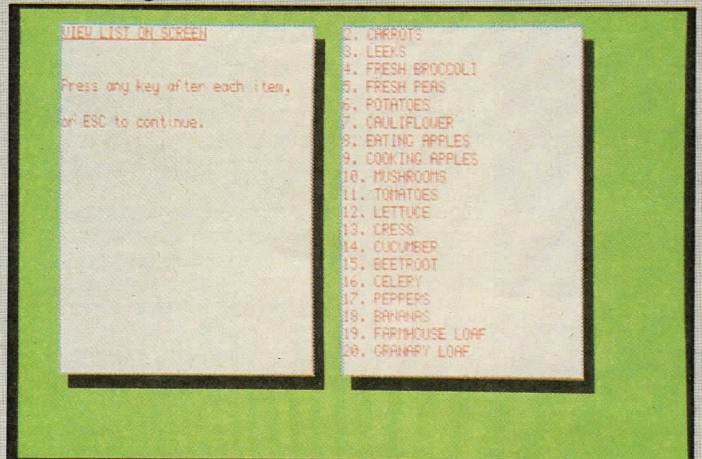 VIEW LIST ON SCREEN
Press any key after each item,
or ESC to continue.
2. CARROTS
3. LEEKS
4. FRESH BROCCOLI
5. FRESH PEAS
6. POTATOES
7. CAULIFLOWER
8. EATING APPLES
9. COOKING APPLES
10. MUSHROOMS
11. TOMATOES
12. LETTUCE
13. CRESS
14. CUCUMBER
15. BEETROOT
16. CELERY
17. PEPPERS
18. BANANAS
19. FARMHOUSE LOAF
20. GRANARY LOAF